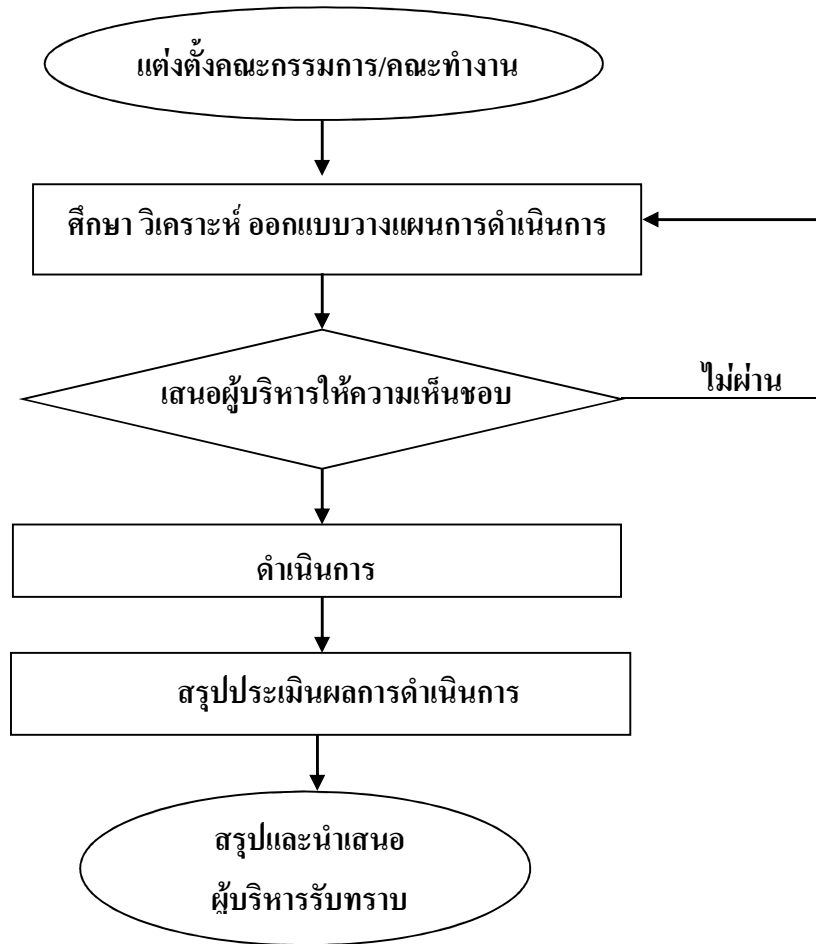 แต่งตั้งคณะกรรมการ/คณะทำงาน
ศึกษา วิเคราะห์ ออกแบบวางแผนการดำเนินการ
เสนอผู้บริหารให้ความเห็นชอบ
ไม่ผ่าน
ดำเนินการ
สรุปประเมินผลการดำเนินการ
สรุปและนำเสนอ
ผู้บริหารรับทราบ